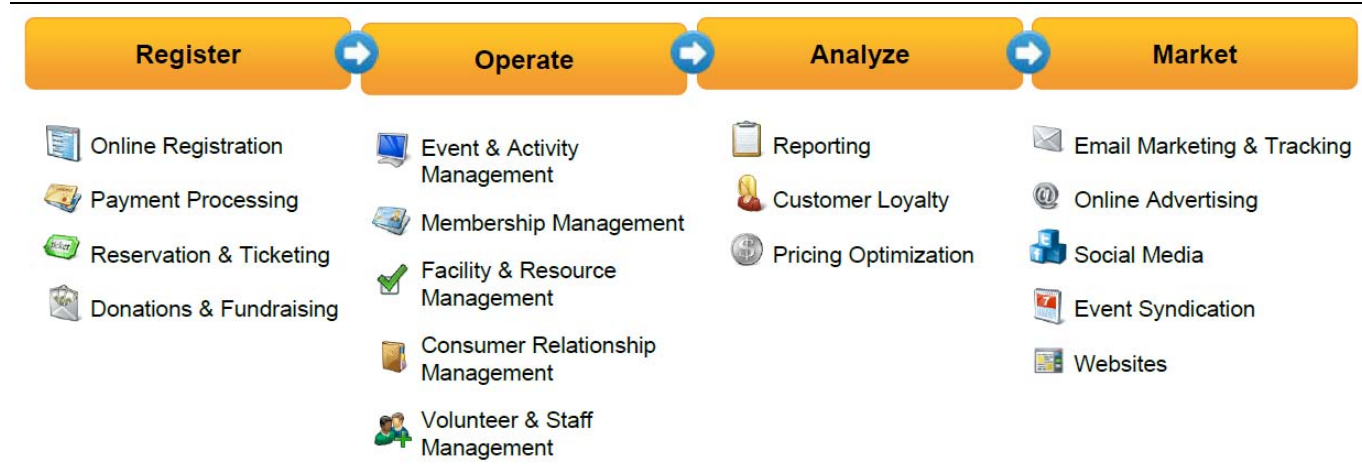 Register
Operate
Analyze
Market
Online Registration
Payment Processing
ticket
Reservation & Ticketing
Donations & Fundraising
Event & Activity
Management
Membership Management
Facility & Resource
Management
Consumer Relationship
Management
Volunteer & Staff
Management
Reporting
Customer Loyalty
$
Pricing Optimization
Email Marketing & Tracking
@
Online Advertising
Social Media
7
Event Syndication
Websites